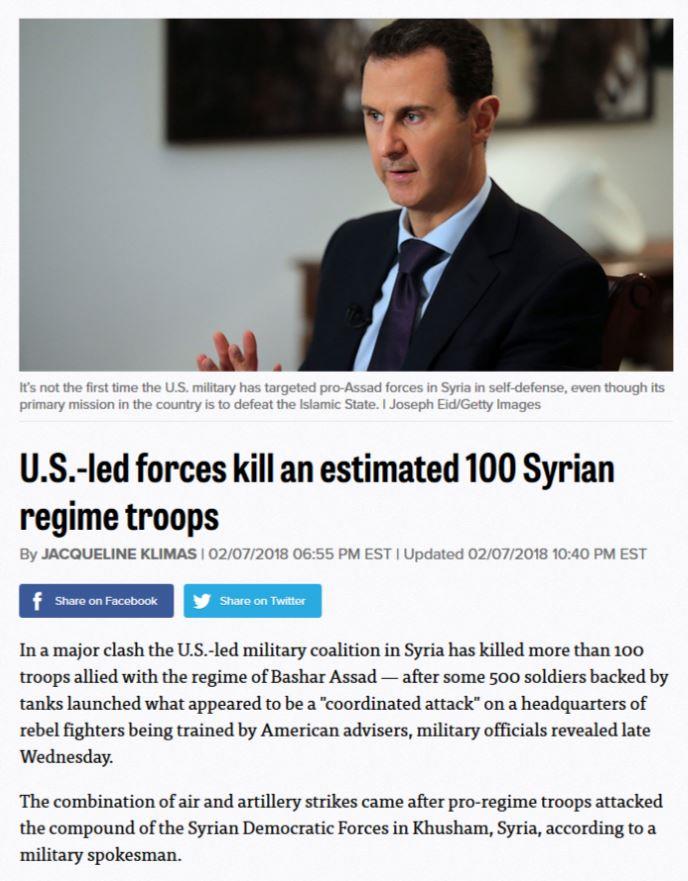 It's not the first time the U.S. military has targeted pro-Assad forces in Syria in self-defense, even though its
primary mission in the country is to defeat the Islamic State. | Joseph Eid/Getty Images
U.S.-led forces kill an estimated 100 Syrian
regime troops
By JACQUELINE KLIMAS | 02/07/2018 06:55 PM EST | Updated 02/07/2018 10:40 PM EST
Share on Facebook
Share on Twitter
In a major clash the U.S.-led military coalition in Syria has killed more than 100
troops allied with the regime of Bashar Assad — after some 500 soldiers backed by
tanks launched what appeared to be a "coordinated attack" on a headquarters of
rebel fighters being trained by American advisers, military officials revealed late
Wednesday.
The combination of air and artillery strikes came after pro-regime troops attacked
the compound of the Syrian Democratic Forces in Khusham, Syria, according to a
military spokesman.